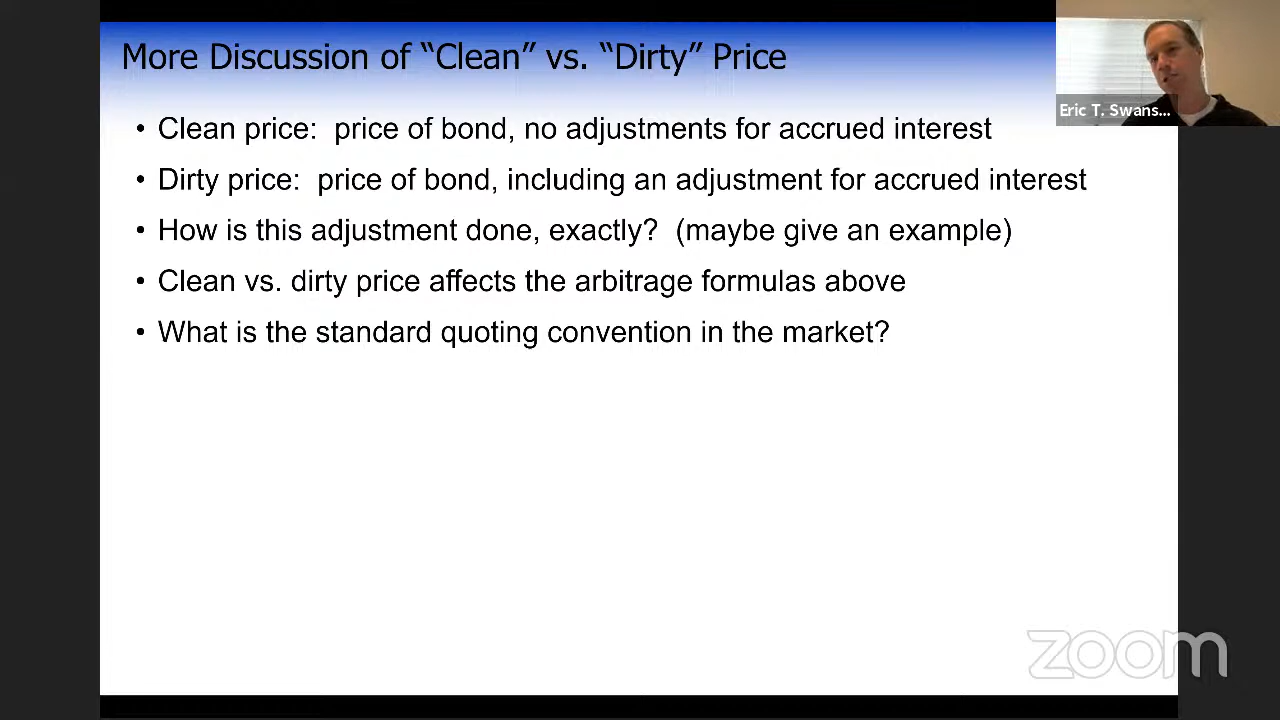 More Discussion of “Clean” vs. “Dirty” Price
Eric T. Swans...
• Clean price: price of bond, no adjustments for accrued interest
• Dirty price: price of bond, including an adjustment for accrued interest
• How is this adjustment done, exactly? (maybe give an example)
• Clean vs. dirty price affects the arbitrage formulas above
• What is the standard quoting convention in the market?
zoom